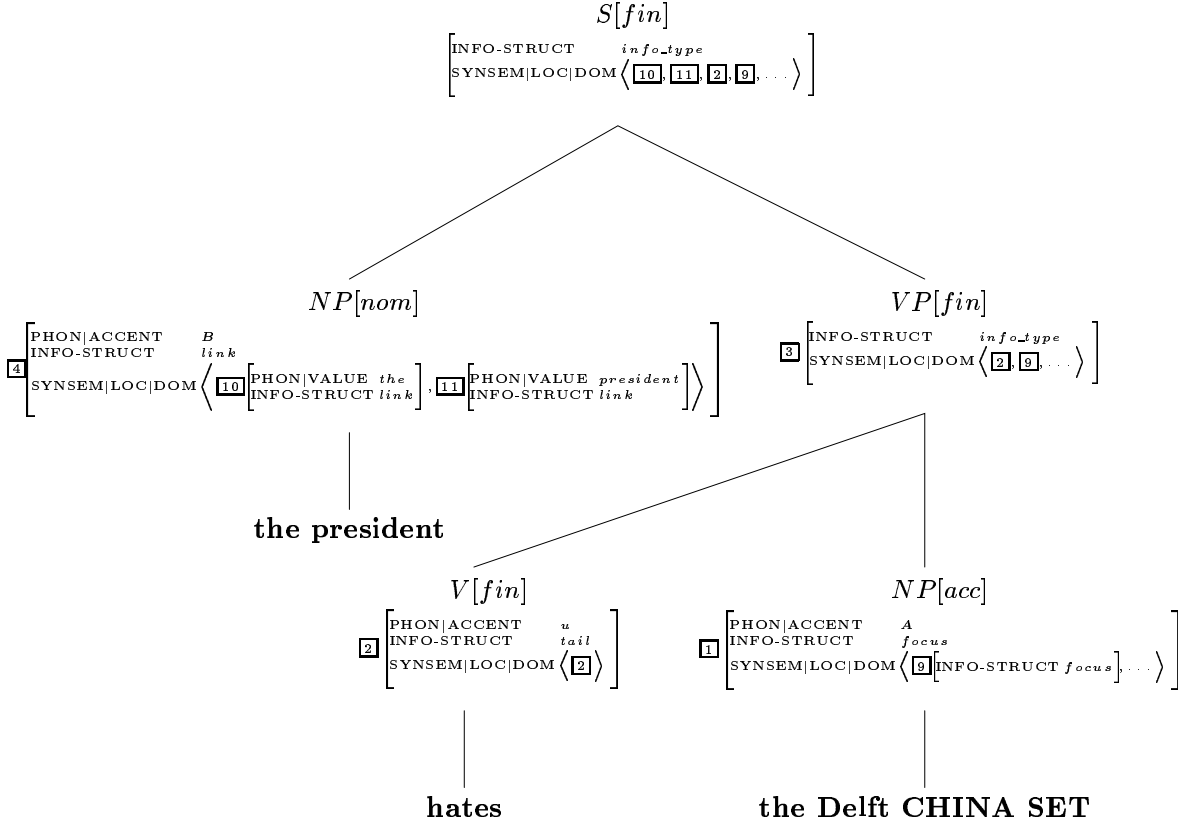 S[fin]
INFO-STRUCT info_type
SYNSEM|LOC|DOM ⟨ 10, 11, 2, 9, . . . ⟩
NP[nom] VP[fin]
4 PHON|ACCENT B
INFO-STRUCT link
SYNSEM|LOC|DOM ⟨ 10 [PHON|VALUE the INFO-STRUCT link], 11 [PHON|VALUE president INFO-STRUCT link] ⟩
3 INFO-STRUCT info_type
SYNSEM|LOC|DOM ⟨ 2, 9, . . . ⟩
the president
V[fin] NP[acc]
2 PHON|ACCENT u
INFO-STRUCT tail
SYNSEM|LOC|DOM ⟨ 2 ⟩
1 PHON|ACCENT A
INFO-STRUCT focus
SYNSEM|LOC|DOM ⟨ 9 [INFO-STRUCT focus], . . . ⟩
hates the Delft CHINA SET